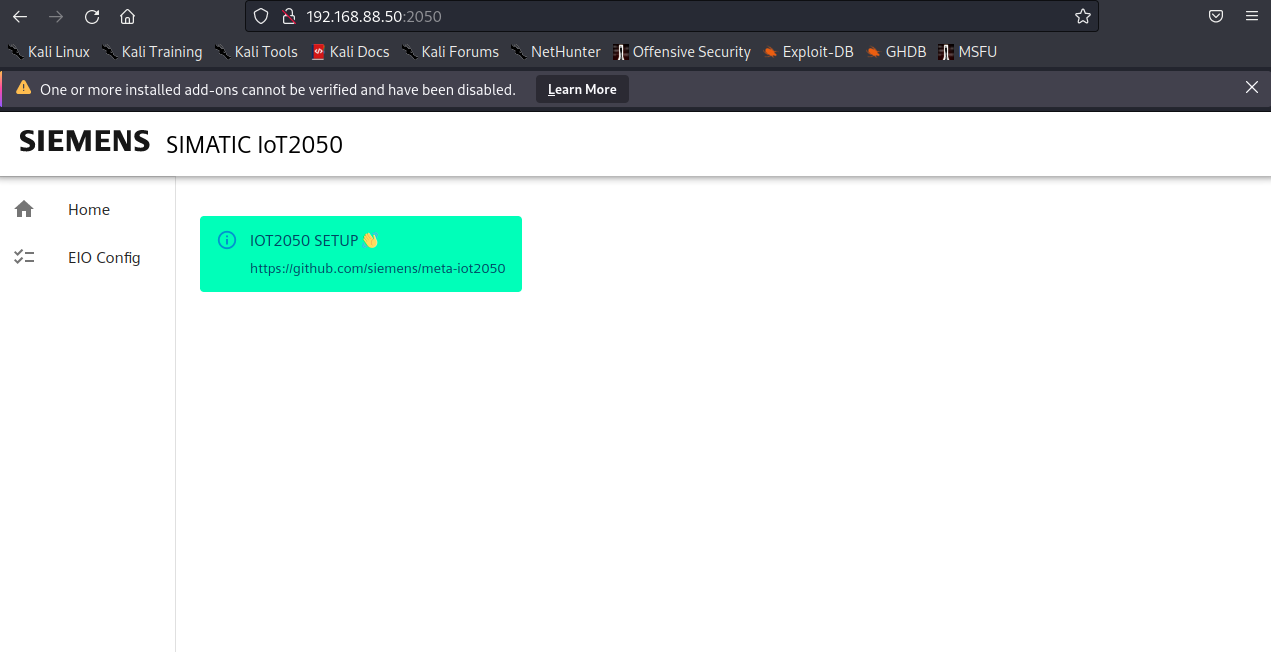 192.168.88.50:2050
Kali Linux Kali Training Kali Tools Kali Docs Kali Forums NetHunter Offensive Security Exploit-DB GHDB MSFU
One or more installed add-ons cannot be verified and have been disabled. Learn More
SIEMENS SIMATIC IoT2050
Home
EIO Config
IOT2050 SETUP 👋
https://github.com/siemens/meta-iot2050